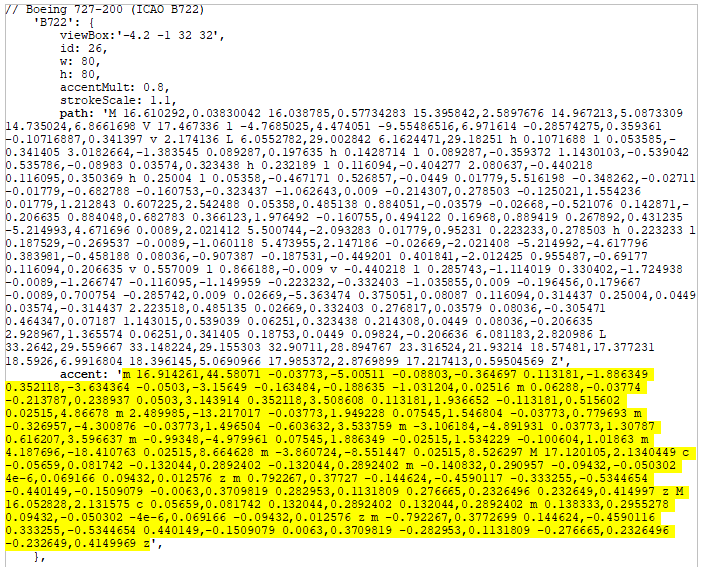 // Boeing 727-200 (ICAO B722)
'B722': {
viewBox:'-4.2 -1 32 32',
id: 26,
w: 80,
h: 80,
accentMult: 0.8,
strokeScale: 1.1,
path: 'M 16.610292,0.03830042 16.038785,0.57734283 15.395842,2.5897676 14.967213,5.0873309
14.735024,6.8661698 V 17.467336 l -4.7685025,4.474051 -9.55486516,6.971614 -0.28574275,0.359361
-0.10716887,0.341397 v 2.174136 L 6.0552782,29.002842 6.1624471,29.18251 h 0.1071688 l 0.053585,-
0.341405 3.0182664,-1.383545 0.089287,0.197635 h 0.1428714 l 0.089287,-0.359372 1.1430103,-0.539042
0.535786,-0.08983 0.03574,0.323438 h 0.232189 l 0.116094,-0.404277 2.080637,-0.440218
0.116095,0.350369 h 0.25004 l 0.05358,-0.467171 0.526857,-0.0449 0.01779,5.516198 -0.348262,-0.02711
-0.01779,-0.682788 -0.160753,-0.323437 -1.062643,0.009 -0.214307,0.278503 -0.125021,1.554236
0.01779,1.212843 0.607225,2.542488 0.05358,0.485138 0.884051,-0.03579 -0.02668,-0.521076 0.142871,-
0.206635 0.884048,0.682783 0.366123,1.976492 -0.160755,0.494122 0.16968,0.889419 0.267892,0.431235
-5.214993,4.671696 0.0089,2.021412 5.500744,-2.093283 0.01779,0.95231 0.223233,0.278503 h 0.223233 l
0.187529,-0.269537 -0.0089,-1.060118 5.473955,2.147186 -0.02669,-2.021408 -5.214992,-4.617796
0.383981,-0.458188 0.08036,-0.907387 -0.187531,-0.449201 0.401841,-2.012425 0.955487,-0.69177
0.116094,0.206635 v 0.557009 l 0.866188,-0.009 v -0.440218 l 0.285743,-1.114019 0.330402,-1.724938
-0.0089,-1.266747 -0.116095,-1.149959 -0.223232,-0.332403 -1.035855,0.009 -0.196456,0.179667
-0.0089,0.700754 -0.285742,0.009 0.02669,-5.363474 0.375051,0.08087 0.116094,0.314437 0.25004,0.0449
0.03574,-0.314437 2.223518,0.485135 0.02669,0.332403 0.276817,0.03579 0.08036,-0.305471
0.464347,0.07187 1.143015,0.539039 0.06251,0.323438 0.214308,0.0449 0.08036,-0.206635
2.928967,1.365574 0.06251,0.341405 0.18753,0.0449 0.09824,-0.206636 6.081183,2.820986 L
33.2642,29.559667 33.148224,29.155303 32.90711,28.894767 23.316524,21.93214 18.57481,17.377231
18.5926,6.9916804 18.396145,5.0690966 17.985372,2.8769899 17.217413,0.59504569 Z',
accent: 'm 16.914261,44.58071 -0.03773,-5.00511 -0.08803,-0.364697 0.113181,-1.886349
0.352118,-3.634364 -0.0503,-3.15649 -0.163484,-0.188635 -1.031204,0.02516 m 0.06288,-0.03774
-0.213787,0.238937 0.0503,3.143914 0.352118,3.508608 0.113181,1.936652 -0.113181,0.515602
0.02515,4.86678 m 2.489985,-13.217017 -0.03773,1.949228 0.07545,1.546804 -0.03773,0.779693 m
-0.326957,-4.300876 -0.03773,1.496504 -0.603632,3.533759 m -3.106184,-4.891931 0.03773,1.30787
0.616207,3.596637 m -0.99348,-4.979961 0.07545,1.886349 -0.02515,1.534229 -0.100604,1.01863 m
4.187696,-18.410763 0.02515,8.664628 m -3.860724,-8.551447 0.02515,8.526297 M 17.120105,2.1340449 c
-0.05659,0.081742 -0.132044,0.2892402 -0.132044,0.2892402 m -0.140832,0.290957 -0.09432,-0.050302
4e-6,0.069166 0.09432,0.012576 z m 0.792267,0.37727 -0.144624,-0.4590117 -0.333255,-0.5344654
-0.440149,-0.1509079 -0.0063,0.3709819 0.282953,0.1131809 0.276665,0.2326496 0.232649,0.414997 z M
16.052828,2.131575 c 0.05659,0.081742 0.132044,0.2892402 0.132044,0.2892402 m 0.138333,0.2955278
0.09432,-0.050302 -4e-6,0.069166 -0.09432,0.012576 z m -0.792267,0.3772699 0.144624,-0.4590116
0.333255,-0.5344654 0.440149,-0.1509079 0.0063,0.3709819 -0.282953,0.1131809 -0.276665,0.2326496
-0.232649,0.4149969 z',
},